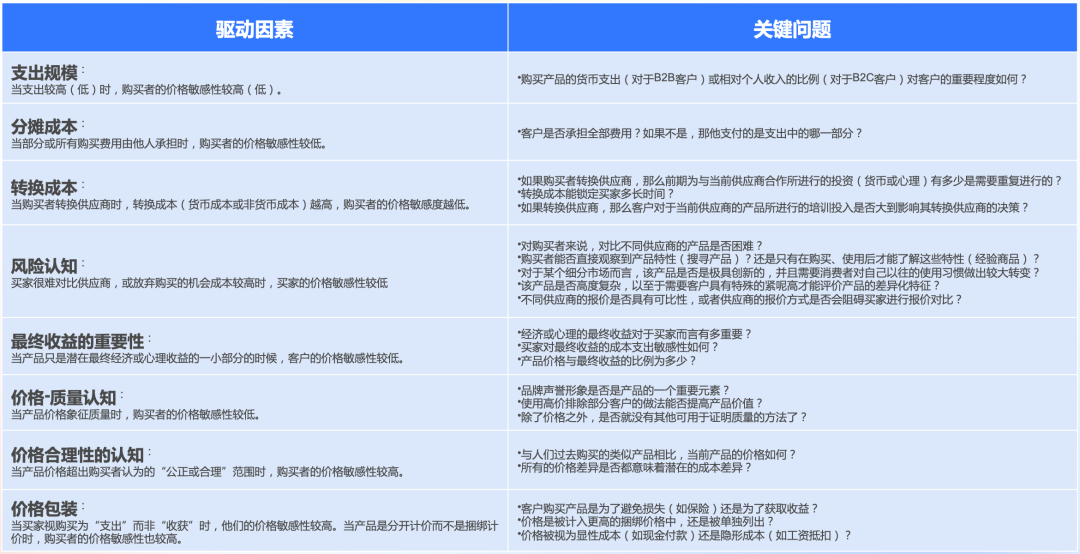 驱动因素
关键问题
支出规模：
当支出较高（低）时，购买者的价格敏感性较高（低）。
•购买产品的货币支出（对于B2B客户）或相对个人收入的比例（对于B2C客户）对客户的重要程度如何？
分摊成本：
当部分或所有购买费用由他人承担时，购买者的价格敏感性较低。
•客户是否承担全部费用？如果不是，那他支付的是支出中的哪一部分？
转换成本：
当购买者转换供应商时，转换成本（货币成本或非货币成本）越高，购买者的价格敏感度越低。
•如果购买者转换供应商，那么前期为与当前供应商合作所进行的投资（货币或心理）有多少是需要重复进行的？
•转换成本能锁定买家多长时间？
•如果转换供应商，那么客户对于当前供应商的产品所进行的培训投入是否大到影响其转换供应商的决策？
风险认知：
买家很难对比供应商，或放弃购买的机会成本较高时，买家的价格敏感性较低
•对购买者来说，对比不同供应商的产品是否困难？
•购买者能否直接观察到产品特性（搜寻产品）？还是只有在购买、使用后才能了解这些特性（经验商品）？
•对于某个细分市场而言，该产品是否是极具创新的，并且需要消费者对自己以往的使用习惯做出较大转变？
•该产品是否高度复杂，以至于需要客户具有特殊的紧呢高才能评价产品的差异化特征？
•不同供应商的报价是否具有可比性，或者供应商的报价方式是否会阻碍买家进行报价对比？
最终收益的重要性：
当产品只是潜在最终经济或心理收益的一小部分的时候，客户的价格敏感性较低。
•经济或心理的最终收益对于买家而言有多重要？
•买家对最终收益的成本支出敏感性如何？
•产品价格与最终收益的比例为多少？
价格-质量认知：
当产品价格象征质量时，购买者的价格敏感性较低。
•品牌声誉形象是否是产品的一个重要元素？
•使用高价排除部分客户的做法能否提高产品价值？
•除了价格之外，是否就没有其他可用于证明质量的方法了？
价格合理性的认知：
当产品价格超出购买者认为的“公正或合理”范围时，购买者的价格敏感性较高。
•与人们过去购买的类似产品相比，当前产品的价格如何？
•所有的价格差异是否都意味着潜在的成本差异？
价格包装：
当买家视购买为“支出”而非“收获”时，他们的价格敏感性较高。当产品是分开计价而不是捆绑计
价时，购买者的价格敏感性也较高。
•客户购买产品是为了避免损失（如保险）还是为了获取收益？
•价格是被计入更高的捆绑价格中，还是被单独列出？
•价格被视为显性成本（如现金付款）还是隐形成本（如工资抵扣）？